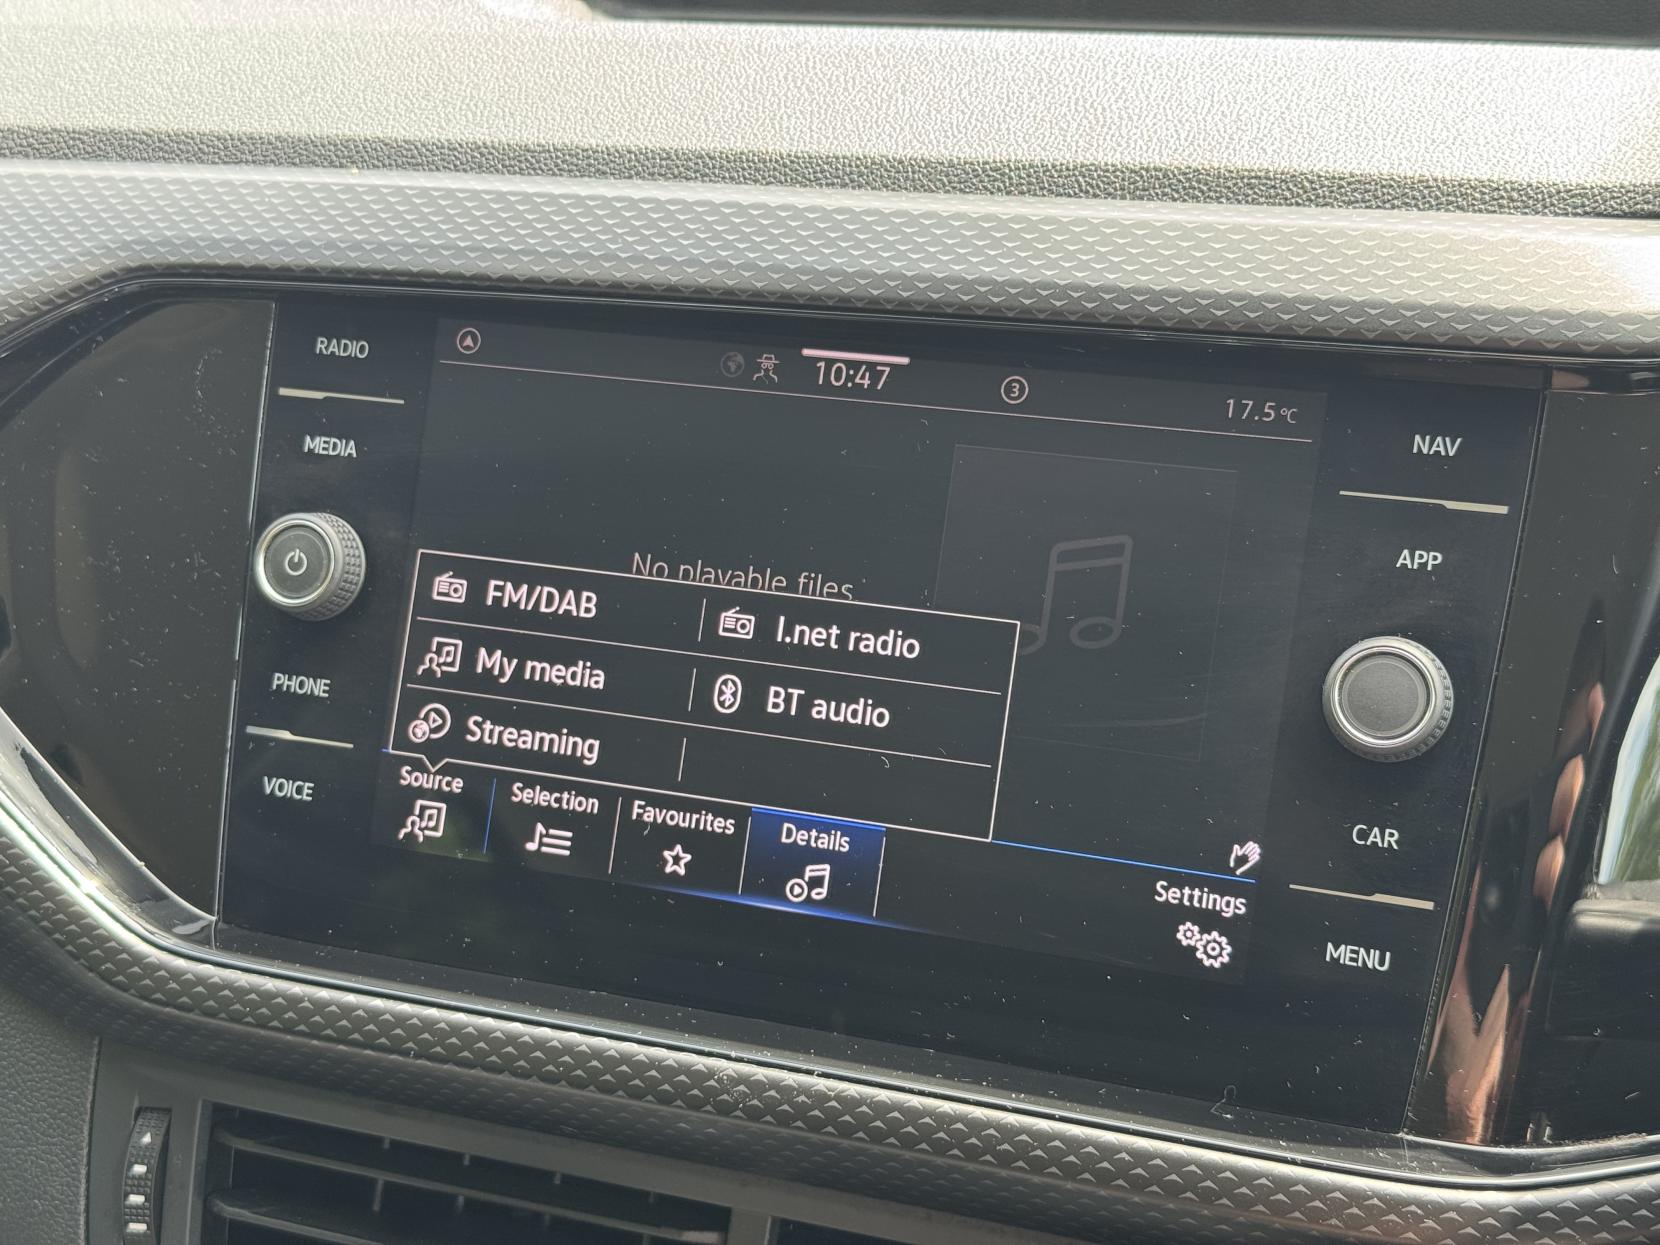 RADIO
MEDIA
PHONE
VOICE
10:47
3
17.5°C
No playable files.
FM/DAB
I.net radio
My media
BT audio
Streaming
Source
Selection
Favourites
Details
Settings
NAV
APP
CAR
MENU